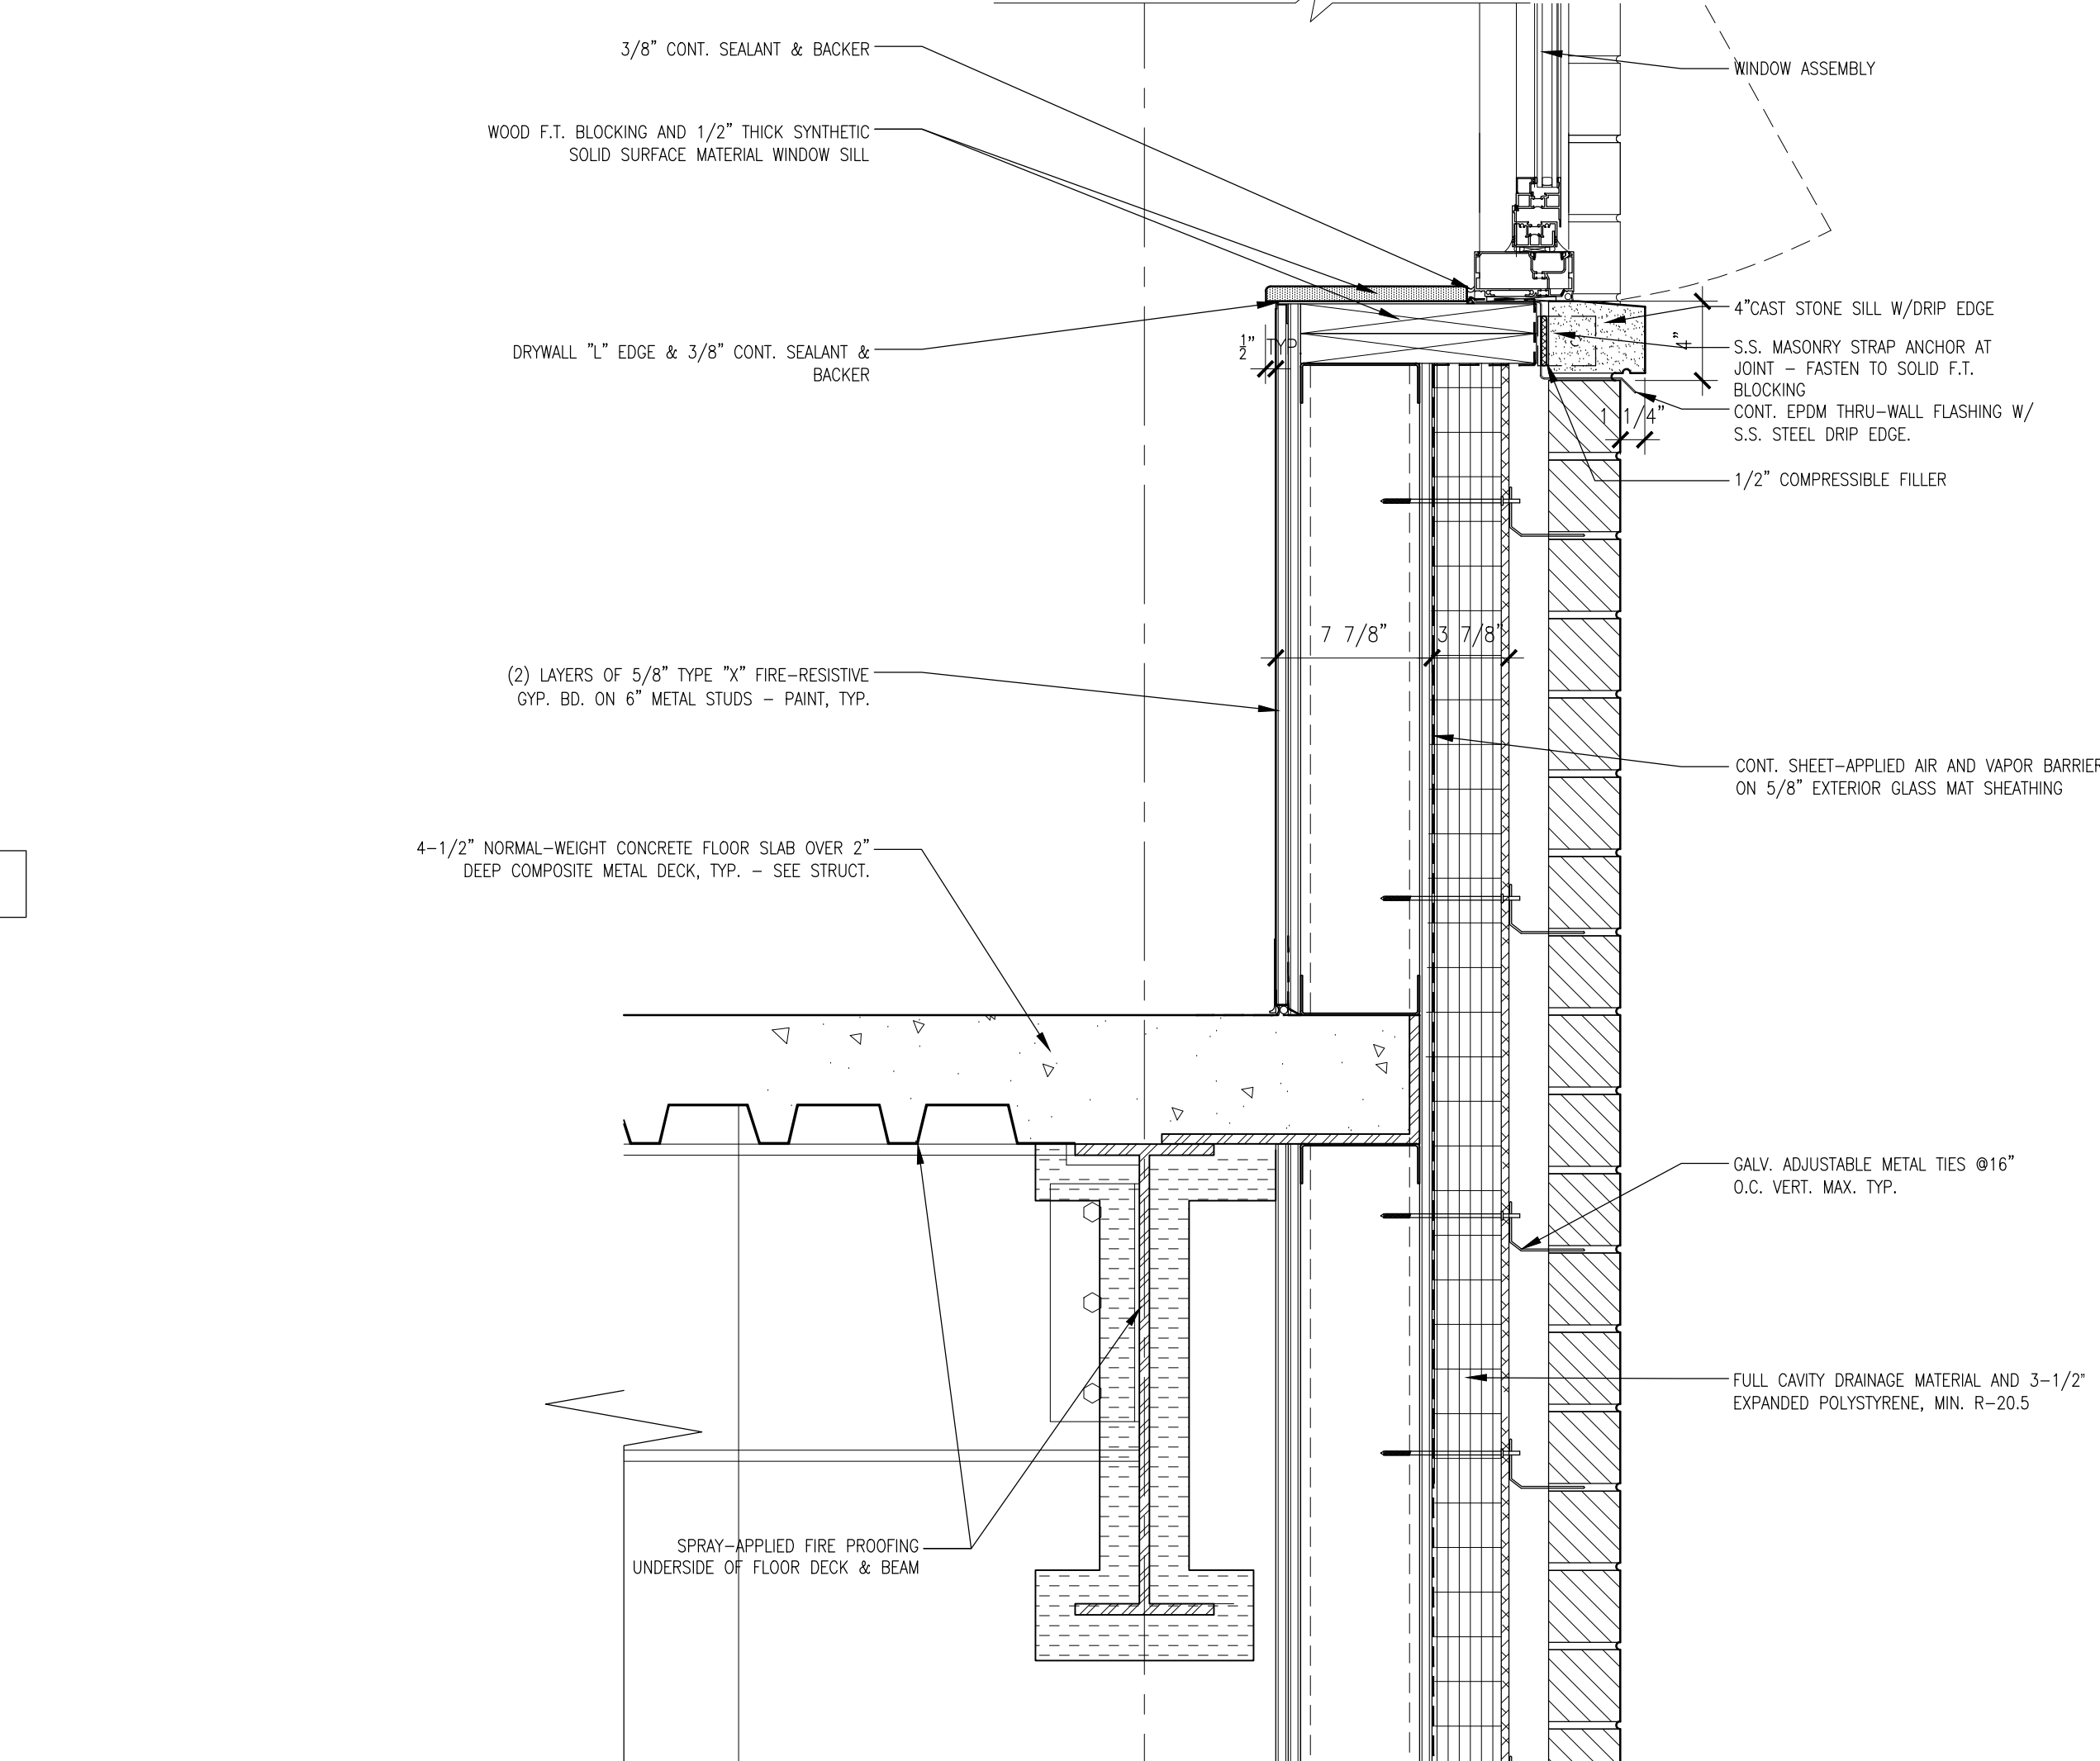 3/8" CONT. SEALANT & BACKER
WOOD F.T. BLOCKING AND 1/2" THICK SYNTHETIC
SOLID SURFACE MATERIAL WINDOW SILL
DRYWALL "L" EDGE & 3/8" CONT. SEALANT &
BACKER
(2) LAYERS OF 5/8" TYPE "X" FIRE-RESISTIVE
GYP. BD. ON 6" METAL STUDS - PAINT, TYP.
4-1/2" NORMAL-WEIGHT CONCRETE FLOOR SLAB OVER 2"
DEEP COMPOSITE METAL DECK, TYP. - SEE STRUCT.
SPRAY-APPLIED FIRE PROOFING
UNDERSIDE OF FLOOR DECK & BEAM
1/2" TYP
7 7/8"
3 7/8"
4"
1 1/4"
WINDOW ASSEMBLY
4"CAST STONE SILL W/DRIP EDGE
S.S. MASONRY STRAP ANCHOR AT
JOINT - FASTEN TO SOLID F.T.
BLOCKING
CONT. EPDM THRU-WALL FLASHING W/
S.S. STEEL DRIP EDGE.
1/2" COMPRESSIBLE FILLER
CONT. SHEET-APPLIED AIR AND VAPOR BARRIER
ON 5/8" EXTERIOR GLASS MAT SHEATHING
GALV. ADJUSTABLE METAL TIES @16"
O.C. VERT. MAX. TYP.
FULL CAVITY DRAINAGE MATERIAL AND 3-1/2"
EXPANDED POLYSTYRENE, MIN. R-20.5